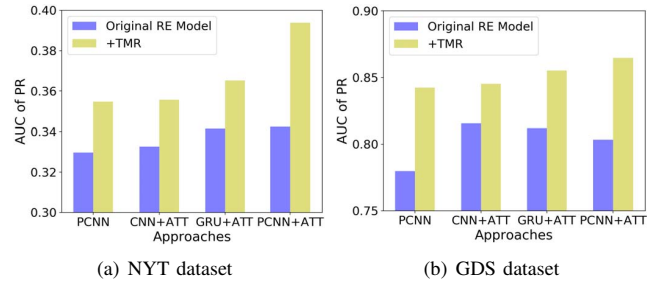 0.40
0.38
0.36
0.34
0.32
0.30
AUC of PR
Original RE Model
+TMR
PCNN CNN+ATT GRU+ATT PCNN+ATT
Approaches
(a) NYT dataset
0.90
0.85
0.80
0.75
AUC of PR
Original RE Model
+TMR
PCNN CNN+ATT GRU+ATT PCNN+ATT
Approaches
(b) GDS dataset